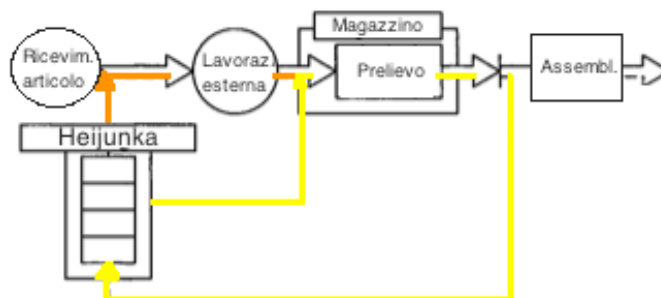 Ricevim.
articolo
Lavoraz.
esterna
Magazzino
Prelievo
Assembl.
Heijunka